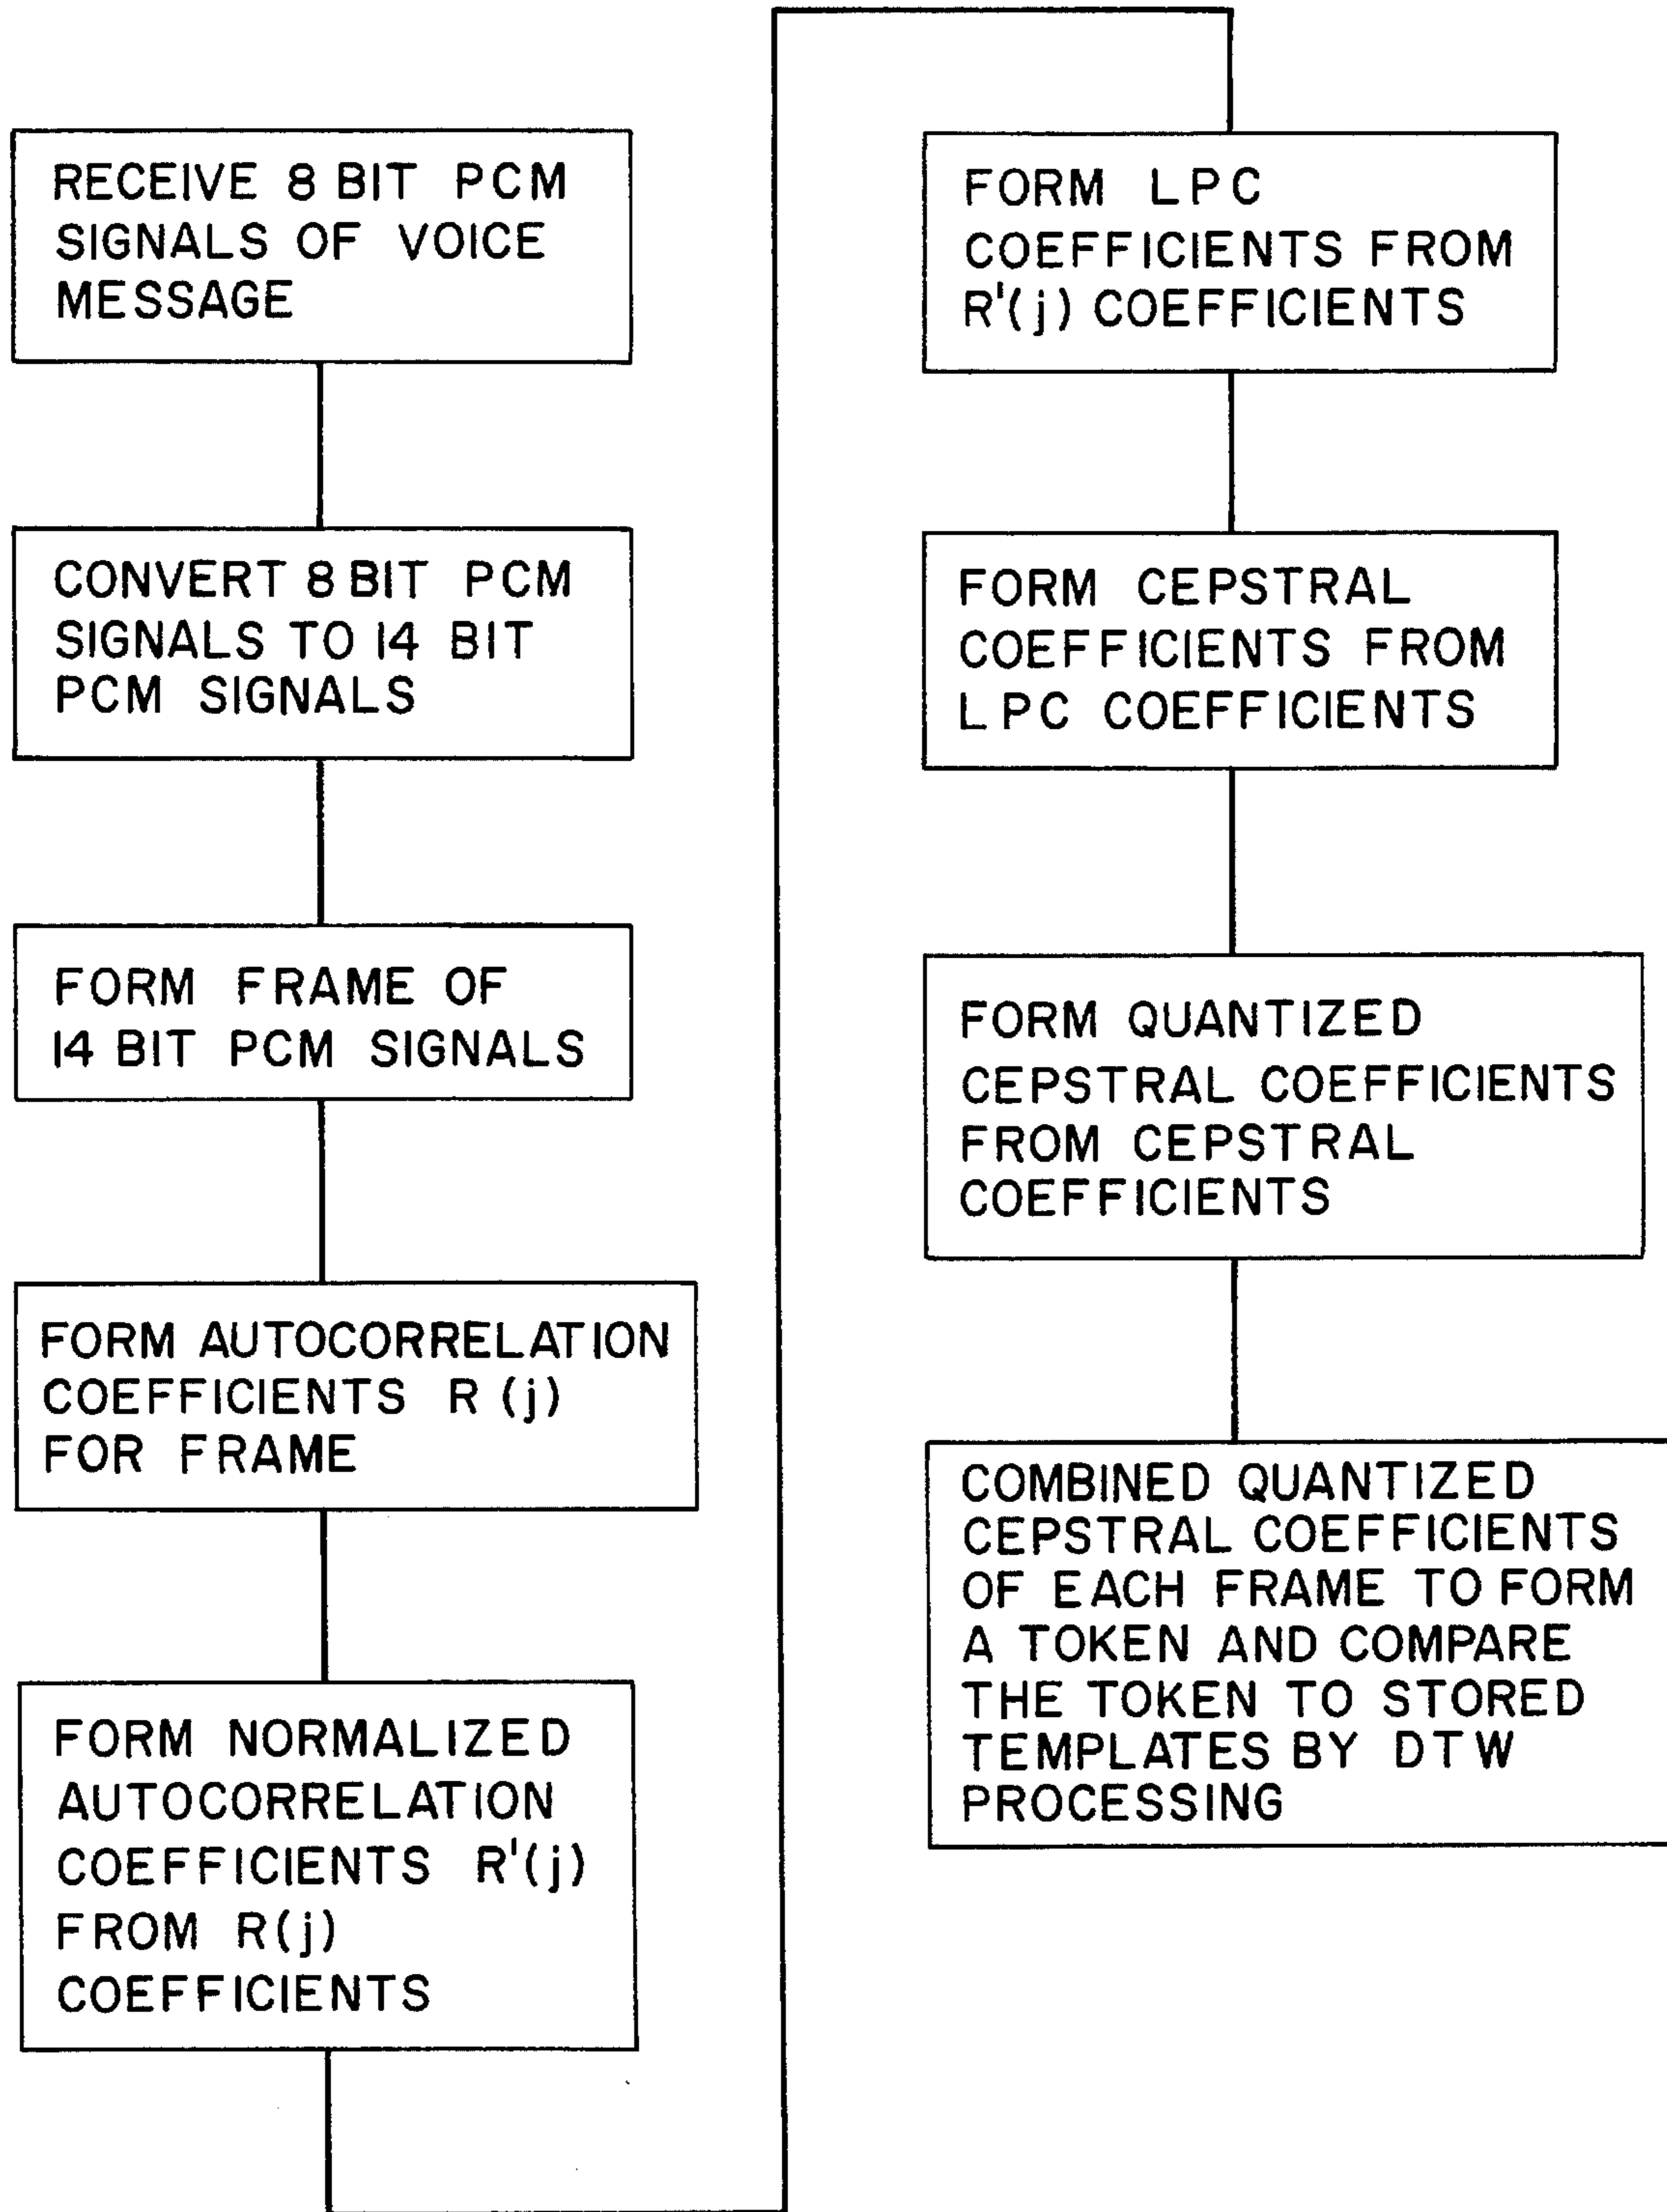 RECEIVE 8 BIT PCM
SIGNALS OF VOICE
MESSAGE
CONVERT 8 BIT PCM
SIGNALS TO 14 BIT
PCM SIGNALS
FORM FRAME OF
14 BIT PCM SIGNALS
FORM AUTOCORRELATION
COEFFICIENTS R (j)
FOR FRAME
FORM NORMALIZED
AUTOCORRELATION
COEFFICIENTS R'(j)
FROM R(j)
COEFFICIENTS
FORM LPC
COEFFICIENTS FROM
R'(j) COEFFICIENTS
FORM CEPSTRAL
COEFFICIENTS FROM
LPC COEFFICIENTS
FORM QUANTIZED
CEPSTRAL COEFFICIENTS
FROM CEPSTRAL
COEFFICIENTS
COMBINED QUANTIZED
CEPSTRAL COEFFICIENTS
OF EACH FRAME TO FORM
A TOKEN AND COMPARE
THE TOKEN TO STORED
TEMPLATES BY DTW
PROCESSING